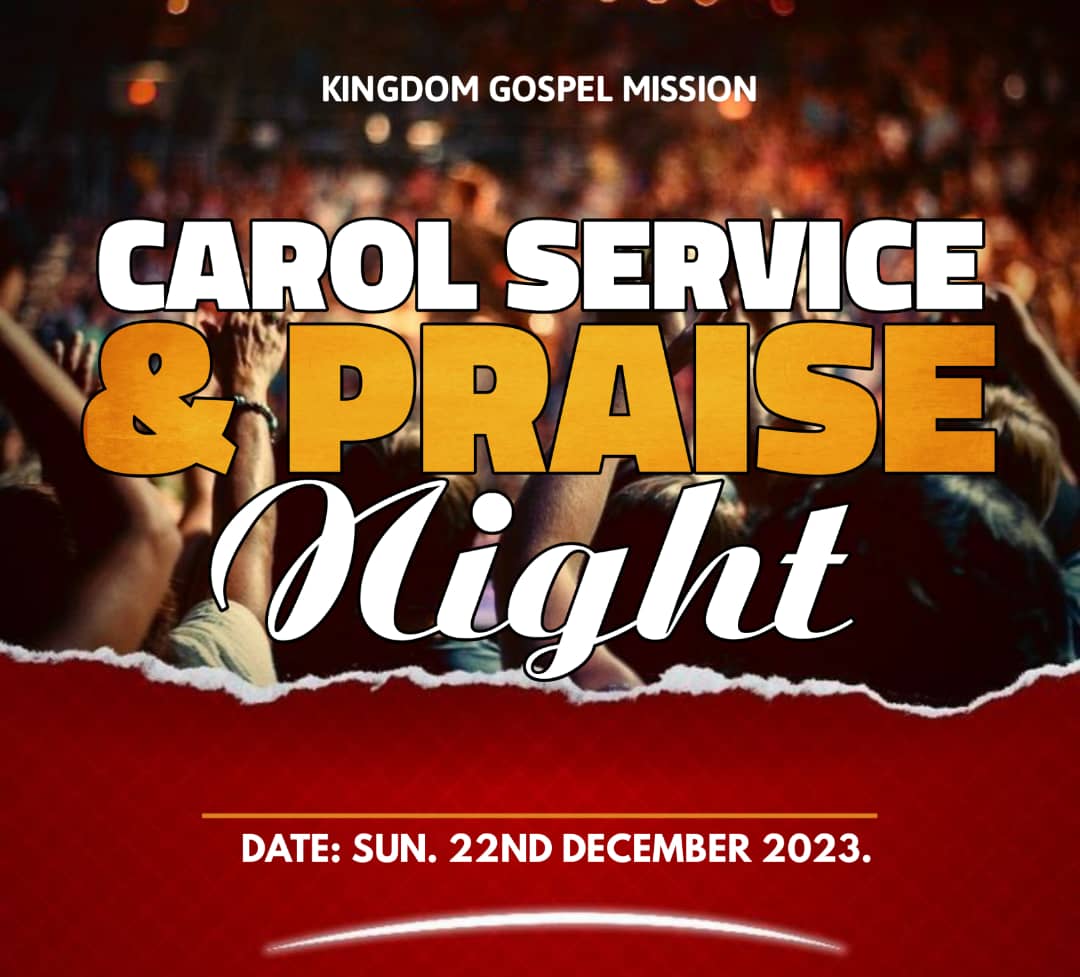 KINGDOM GOSPEL MISSION
CAROL SERVICE
& PRAISE
Night
DATE: SUN. 22ND DECEMBER 2023.